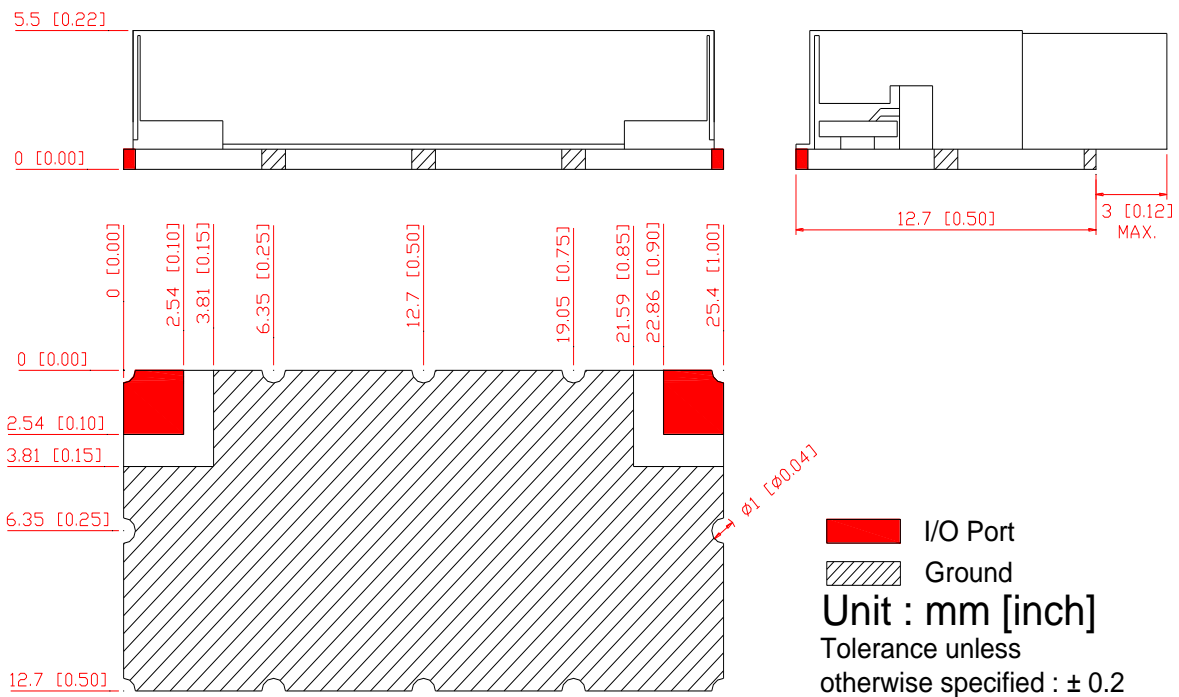 5.5 [0.22]
0 [0.00]
12.7 [0.50]
3 [0.12]
MAX.
0 [0.00]
2.54 [0.10]
3.81 [0.15]
6.35 [0.25]
12.7 [0.50]
19.05 [0.75]
21.59 [0.85]
22.86 [0.90]
25.4 [1.00]
0 [0.00]
2.54 [0.10]
3.81 [0.15]
6.35 [0.25]
12.7 [0.50]
ø1 [ø0.04]
I/O Port
Ground
Unit : mm [inch]
Tolerance unless
otherwise specified : ± 0.2